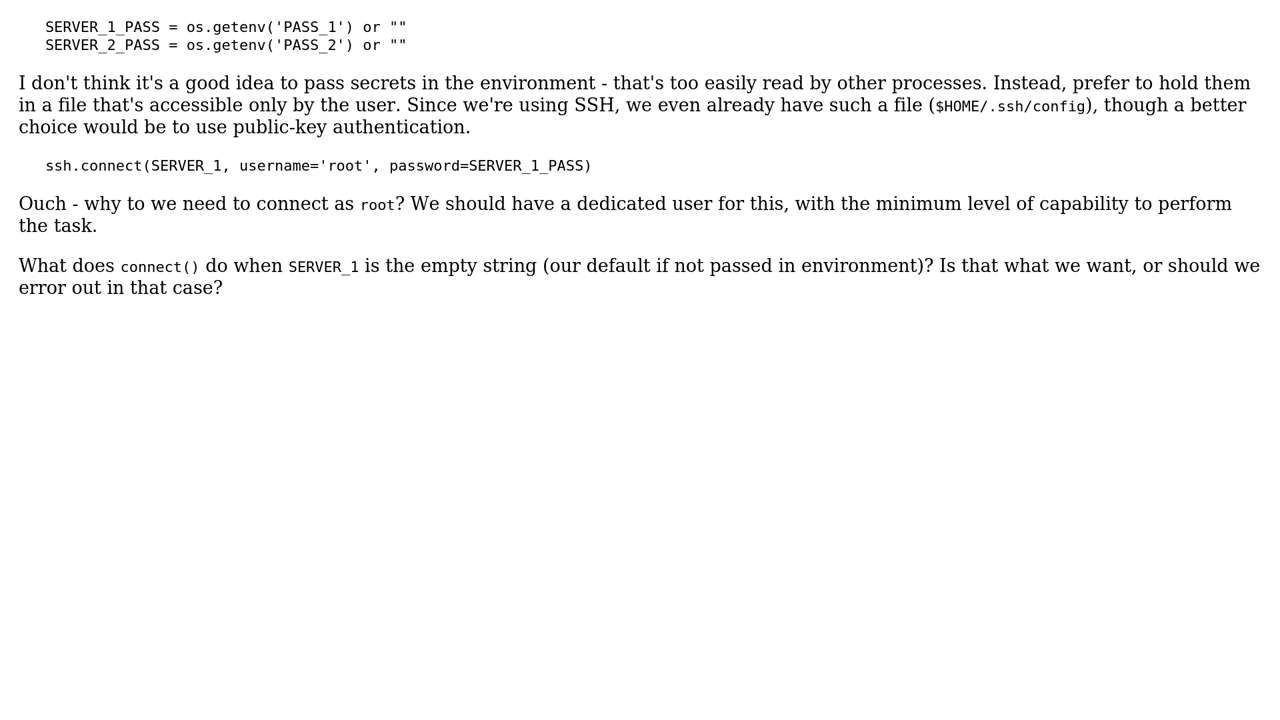 SERVER_1_PASS = os.getenv('PASS_1') or ""
SERVER_2_PASS = os.getenv('PASS_2') or ""
I don't think it's a good idea to pass secrets in the environment - that's too easily read by other processes. Instead, prefer to hold them
in a file that's accessible only by the user. Since we're using SSH, we even already have such a file ($HOME/.ssh/config), though a better
choice would be to use public-key authentication.
ssh.connect(SERVER_1, username='root', password=SERVER_1_PASS)
Ouch - why to we need to connect as root? We should have a dedicated user for this, with the minimum level of capability to perform
the task.
What does connect() do when SERVER_1 is the empty string (our default if not passed in environment)? Is that what we want, or should we
error out in that case?